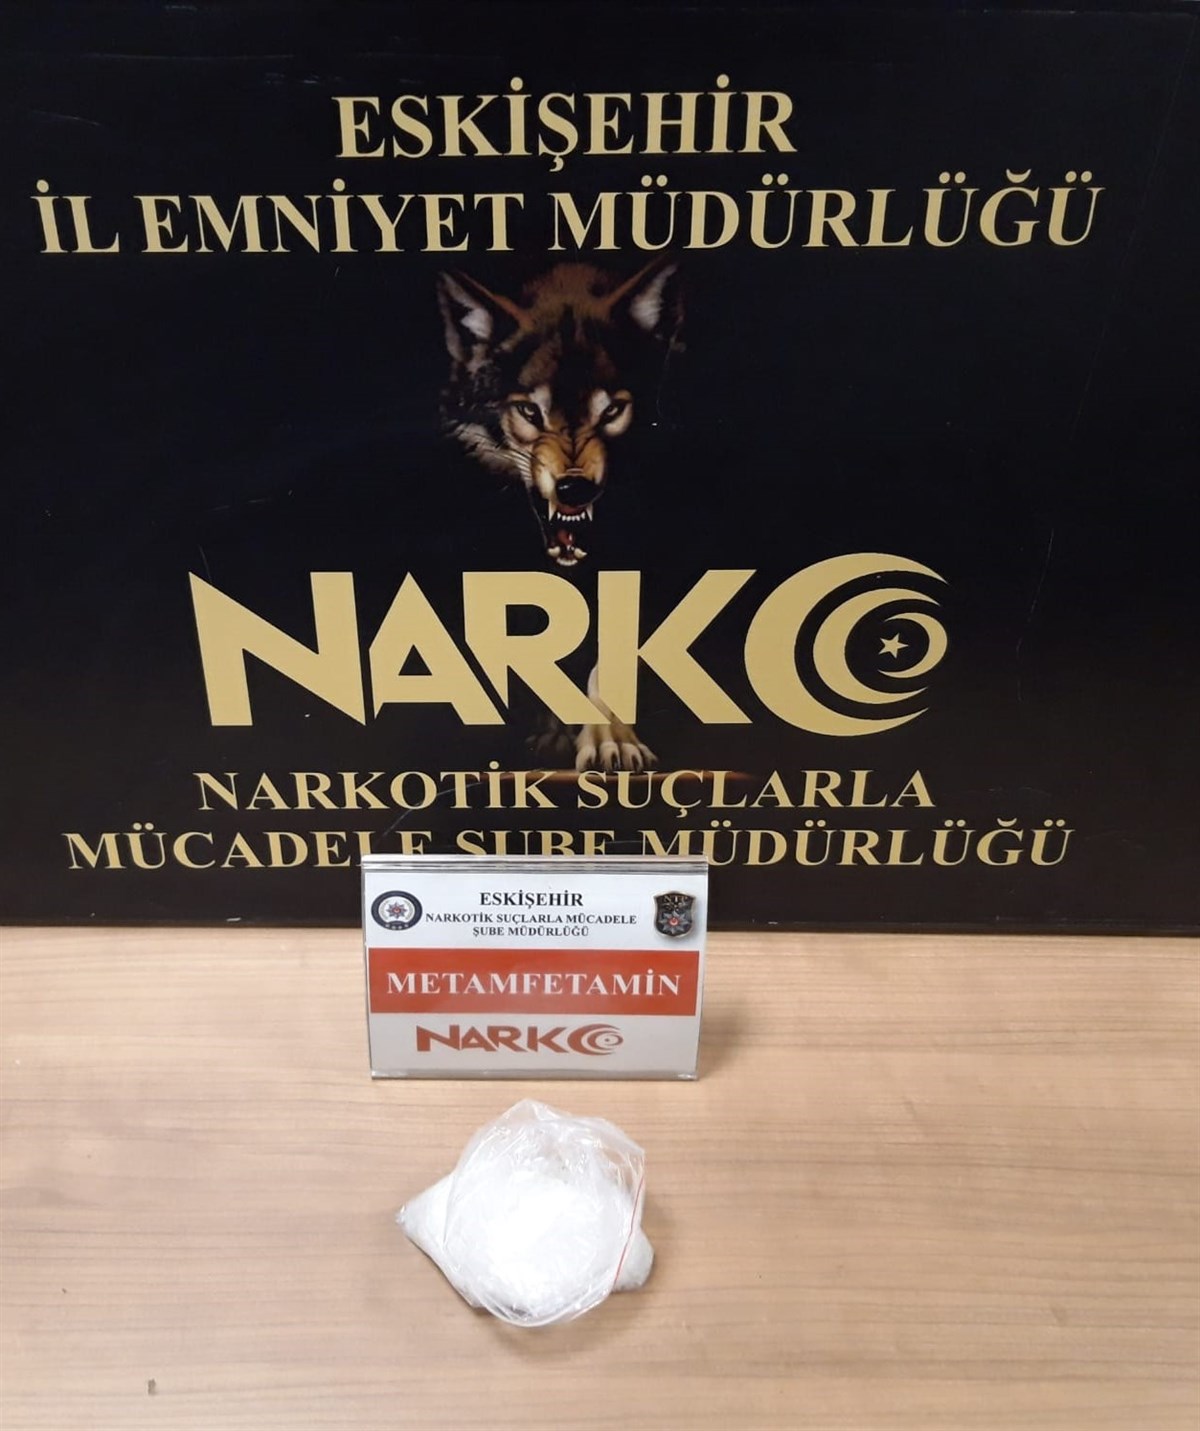 ESKİŞEHİR
İL EMNİYET MÜDÜRLÜĞÜ
NARKO
NARKOTİK SUÇLARLA
MÜCADELE ŞUBE MÜDÜRLÜĞÜ
ESKİŞEHİR
NARKOTİK SUÇLARLA MÜCADELE
ŞUBE MÜDÜRLÜĞÜ
METAMFETAMİN
NARKO